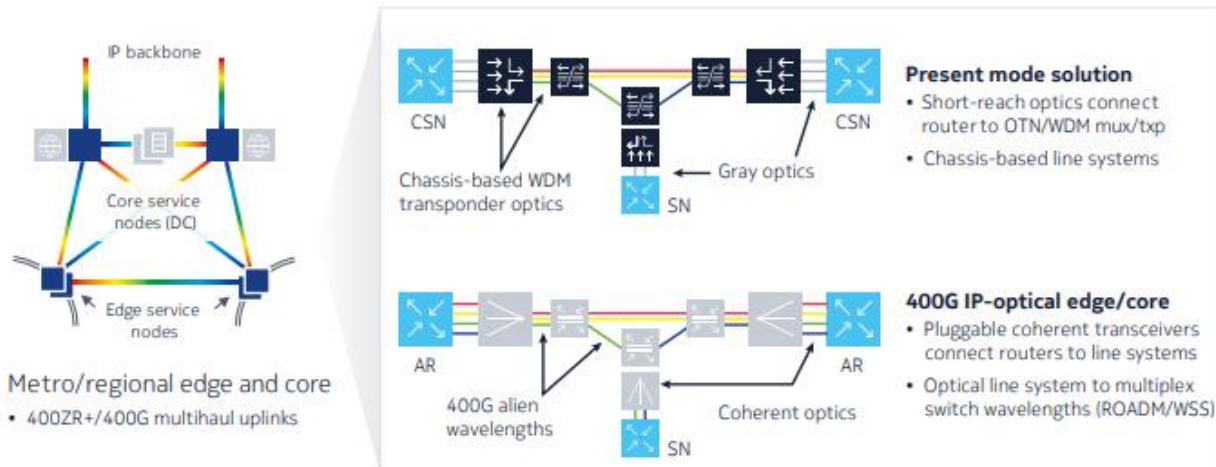 IP backbone
Core service
nodes (DC)
Edge service
nodes
Metro/regional edge and core
• 400ZR+/400G multihaul uplinks
CSN
CSN
Chassis-based WDM
transponder optics
Gray optics
SN
Present mode solution
• Short-reach optics connect
router to OTN/WDM mux/txp
• Chassis-based line systems
AR
AR
400G alien
wavelengths
Coherent optics
SN
400G IP-optical edge/core
• Pluggable coherent transceivers
connect routers to line systems
• Optical line system to multiplex
switch wavelengths (ROADM/WSS)